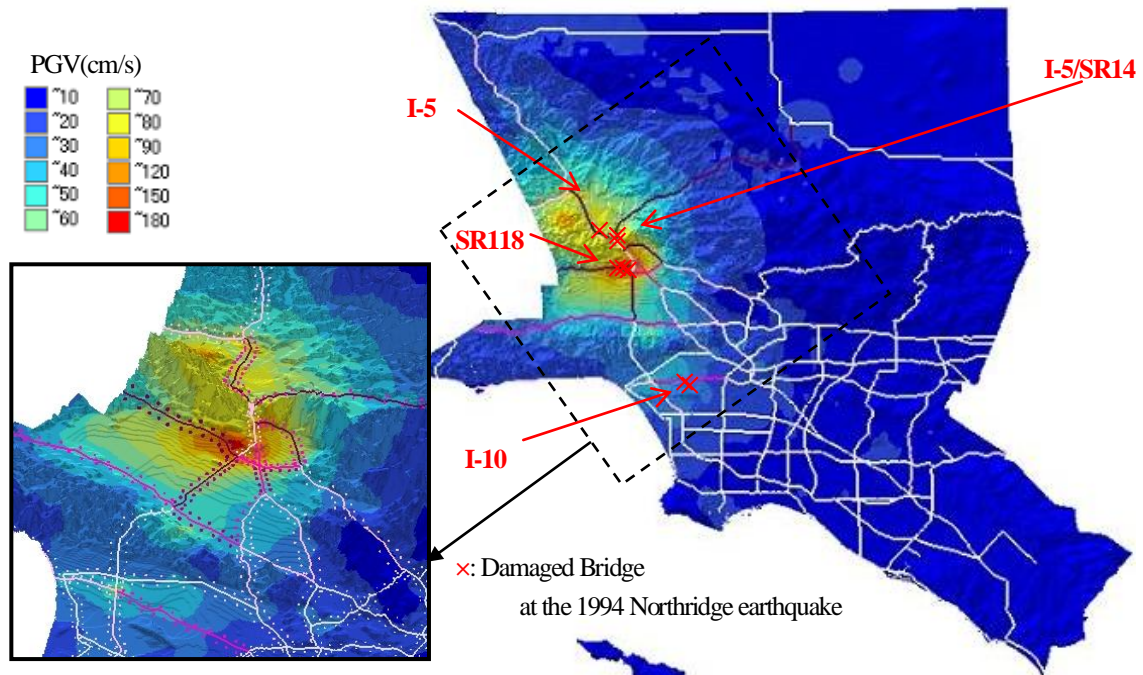 PGV(cm/s)
~10
~20
~30
~40
~50
~60
~70
~80
~90
~120
~150
~180
I-5
I-5/SR14
SR118
I-10
×: Damaged Bridge
at the 1994 Northridge earthquake